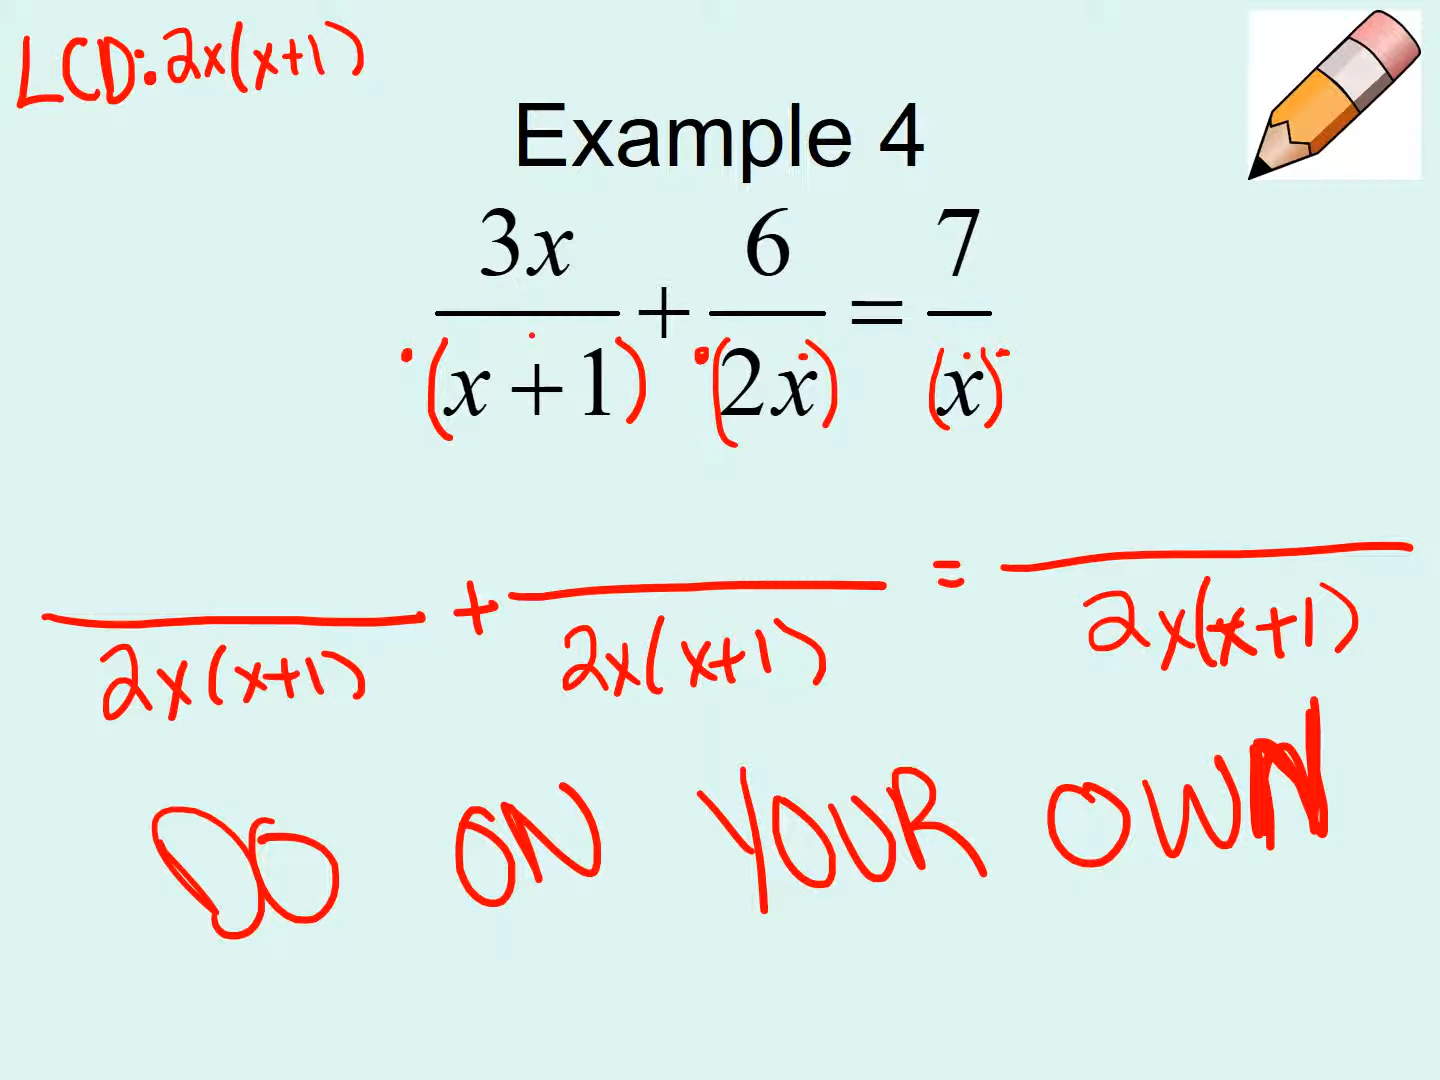 LCD: 2x(x+1)
Example 4
3x/(x+1) + 6/(2x) = 7/(x)
/2x(x+1) + /2x(x+1) = /2x(x+1)
DO ON YOUR OWN